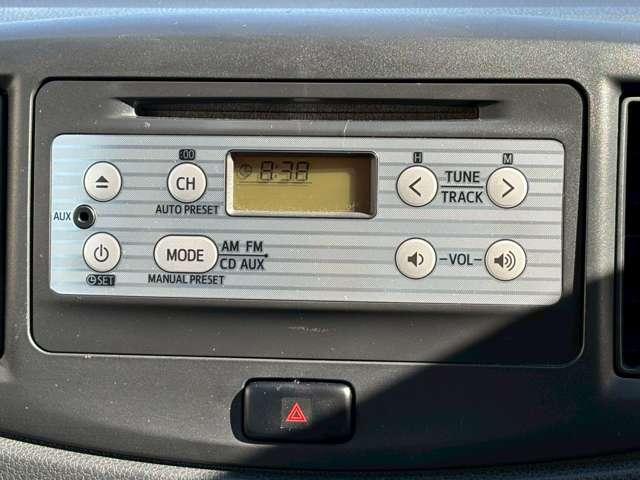 :00
8:38
H
M
CH
TUNE
TRACK
AUTO PRESET
AUX
MODE
AM FM
CD AUX
-VOL-
SET
MANUAL PRESET